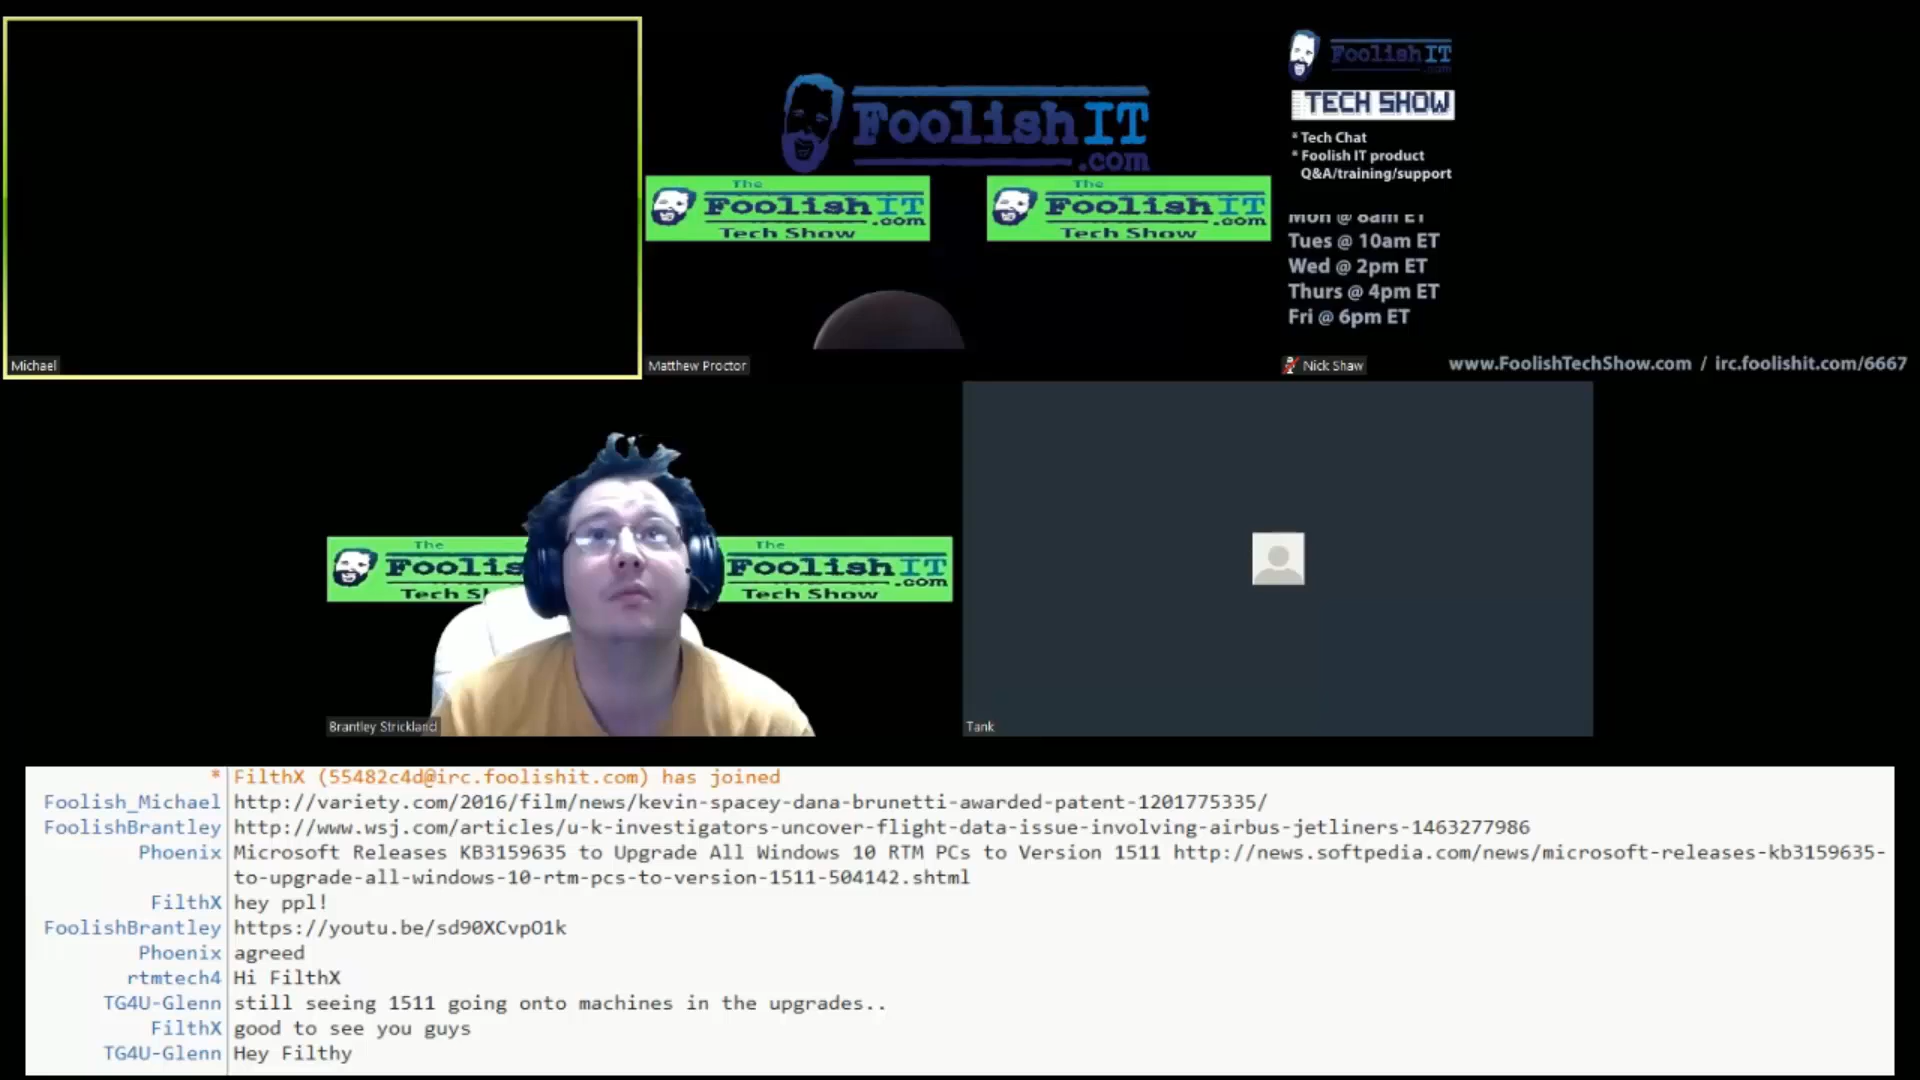 FoolishIT
.com
FoolishIT
TECH SHOW
* Tech Chat
* Foolish IT product
Q&A/training/support
The
FoolishIT
.com
Tech Show
The
FoolishIT
.com
Tech Show
Mon @ 8am ET
Tues @ 10am ET
Wed @ 2pm ET
Thurs @ 4pm ET
Fri @ 6pm ET
Michael
Matthew Proctor
Nick Shaw
www.FoolishTechShow.com / irc.foolishit.com/6667
The
Foolis
Tech S
The
FoolishIT
.com
Tech Show
Brantley Strickland
Tank
* FilthX (55482c4d@irc.foolishit.com) has joined
Foolish_Michael http://variety.com/2016/film/news/kevin-spacey-dana-brunetti-awarded-patent-1201775335/
FoolishBrantley http://www.wsj.com/articles/u-k-investigators-uncover-flight-data-issue-involving-airbus-jetliners-1463277986
Phoenix Microsoft Releases KB3159635 to Upgrade All Windows 10 RTM PCs to Version 1511 http://news.softpedia.com/news/microsoft-releases-kb3159635-
to-upgrade-all-windows-10-rtm-pcs-to-version-1511-504142.shtml
FilthX hey ppl!
FoolishBrantley https://youtu.be/sd90XCvpO1k
Phoenix agreed
rtmtech4 Hi FilthX
TG4U-Glenn still seeing 1511 going onto machines in the upgrades..
FilthX good to see you guys
TG4U-Glenn Hey Filthy